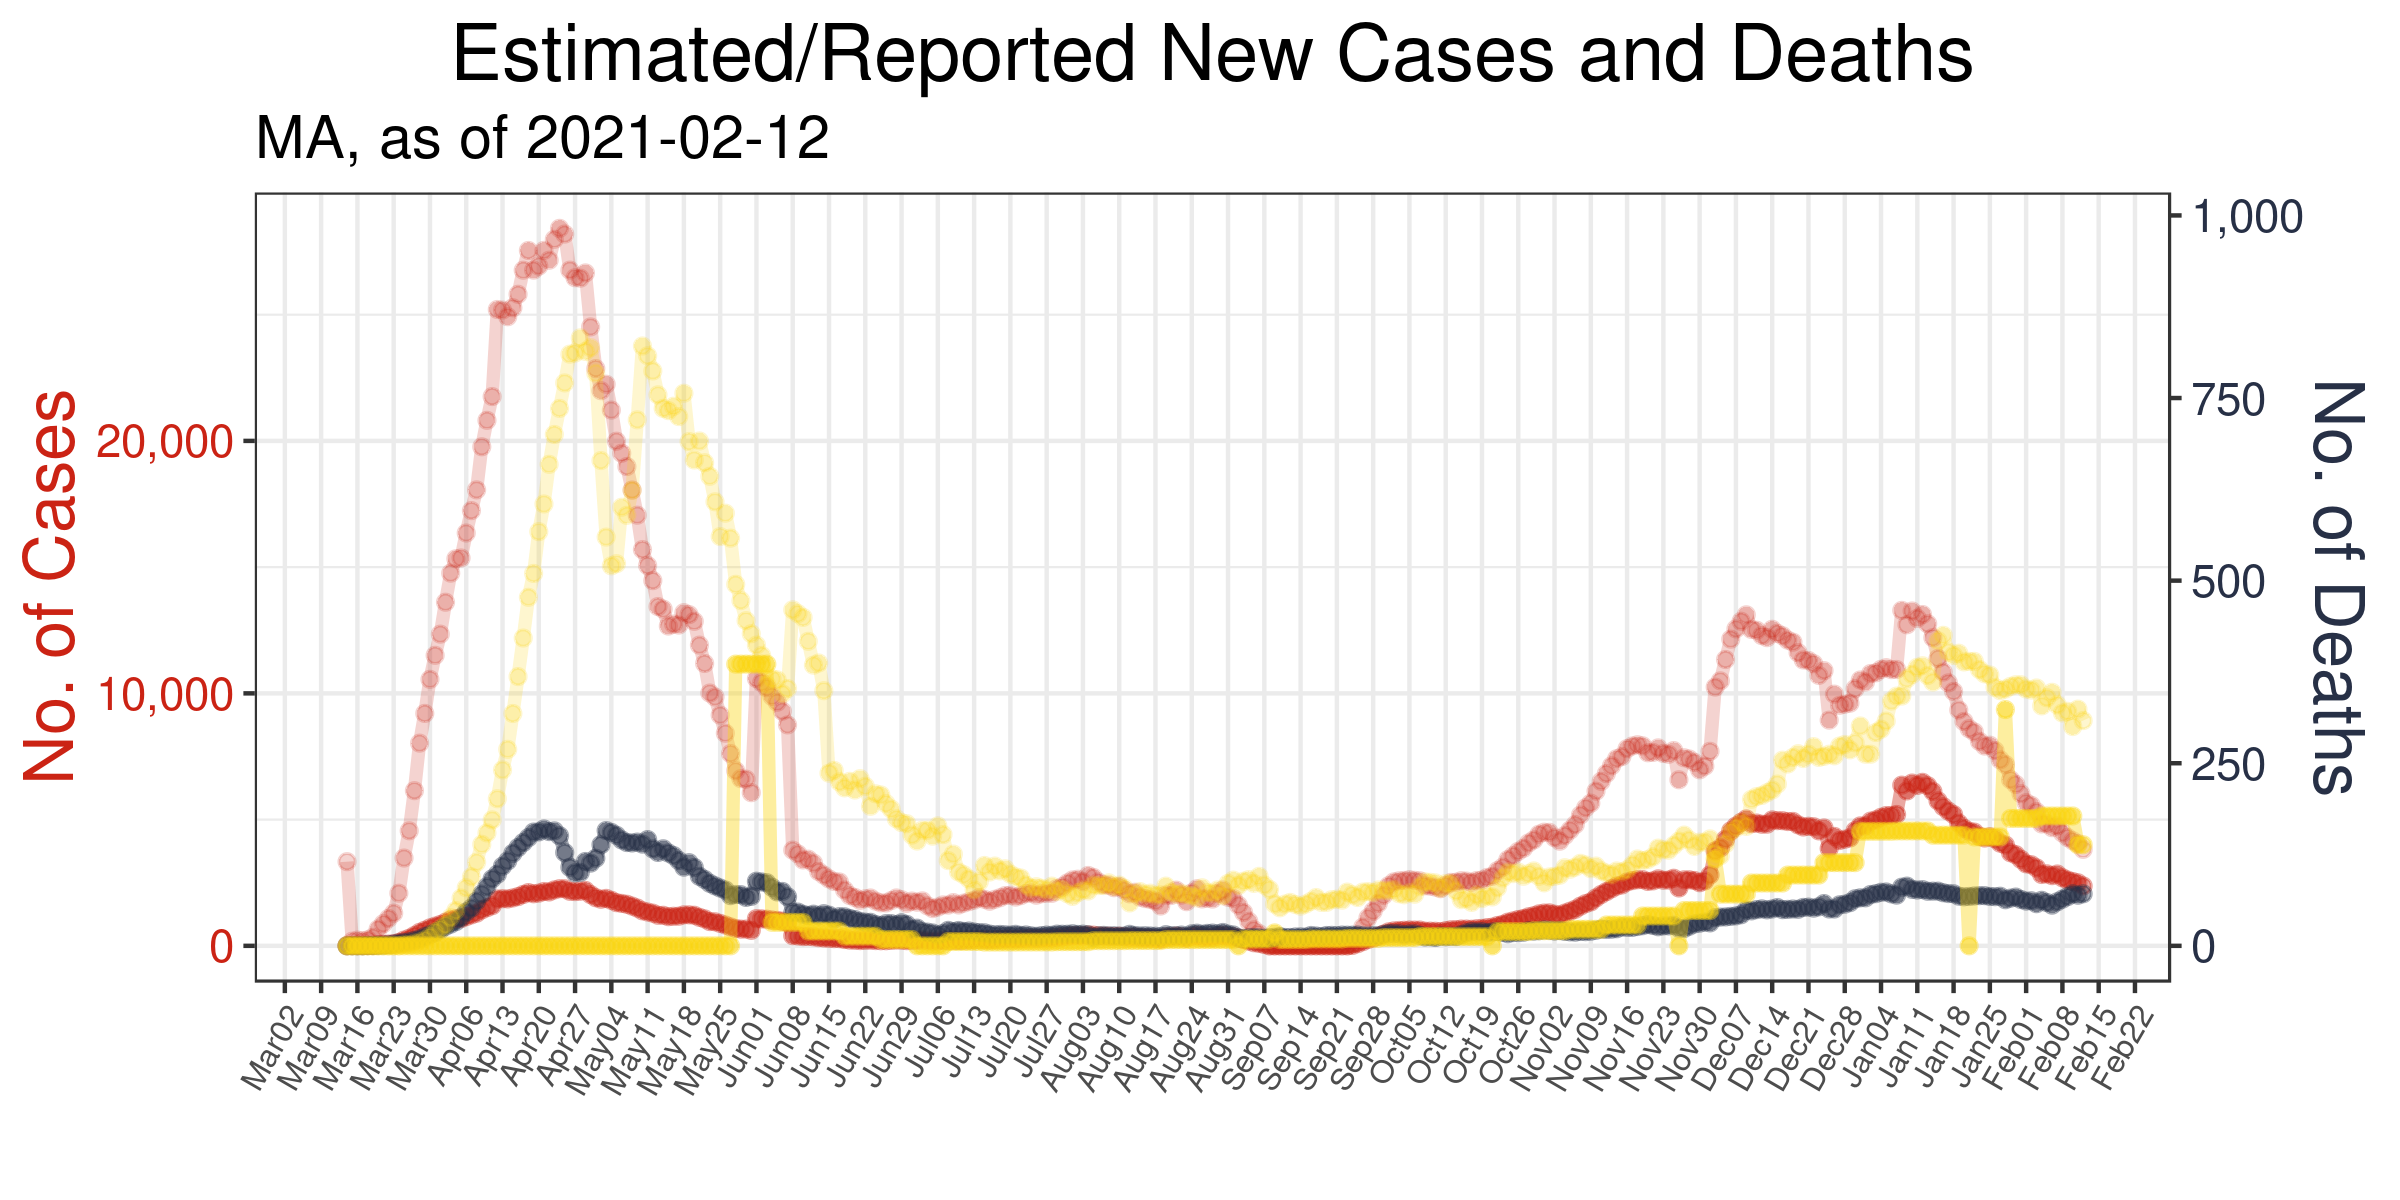 Estimated/Reported New Cases and Deaths
MA, as of 2021-02-12
No. of Cases
20,000
10,000
0
1,000
750
500
250
0
No. of Deaths
Mar02 Mar09 Mar16 Mar23 Mar30 Apr06 Apr13 Apr20 Apr27 May04 May11 May18 May25 Jun01 Jun08 Jun15 Jun22 Jun29 Jul06 Jul13 Jul20 Jul27 Aug03 Aug10 Aug17 Aug24 Aug31 Sep07 Sep14 Sep21 Sep28 Oct05 Oct12 Oct19 Oct26 Nov02 Nov09 Nov16 Nov23 Nov30 Dec07 Dec14 Dec21 Dec28 Jan04 Jan11 Jan18 Jan25 Feb01 Feb08 Feb15 Feb22